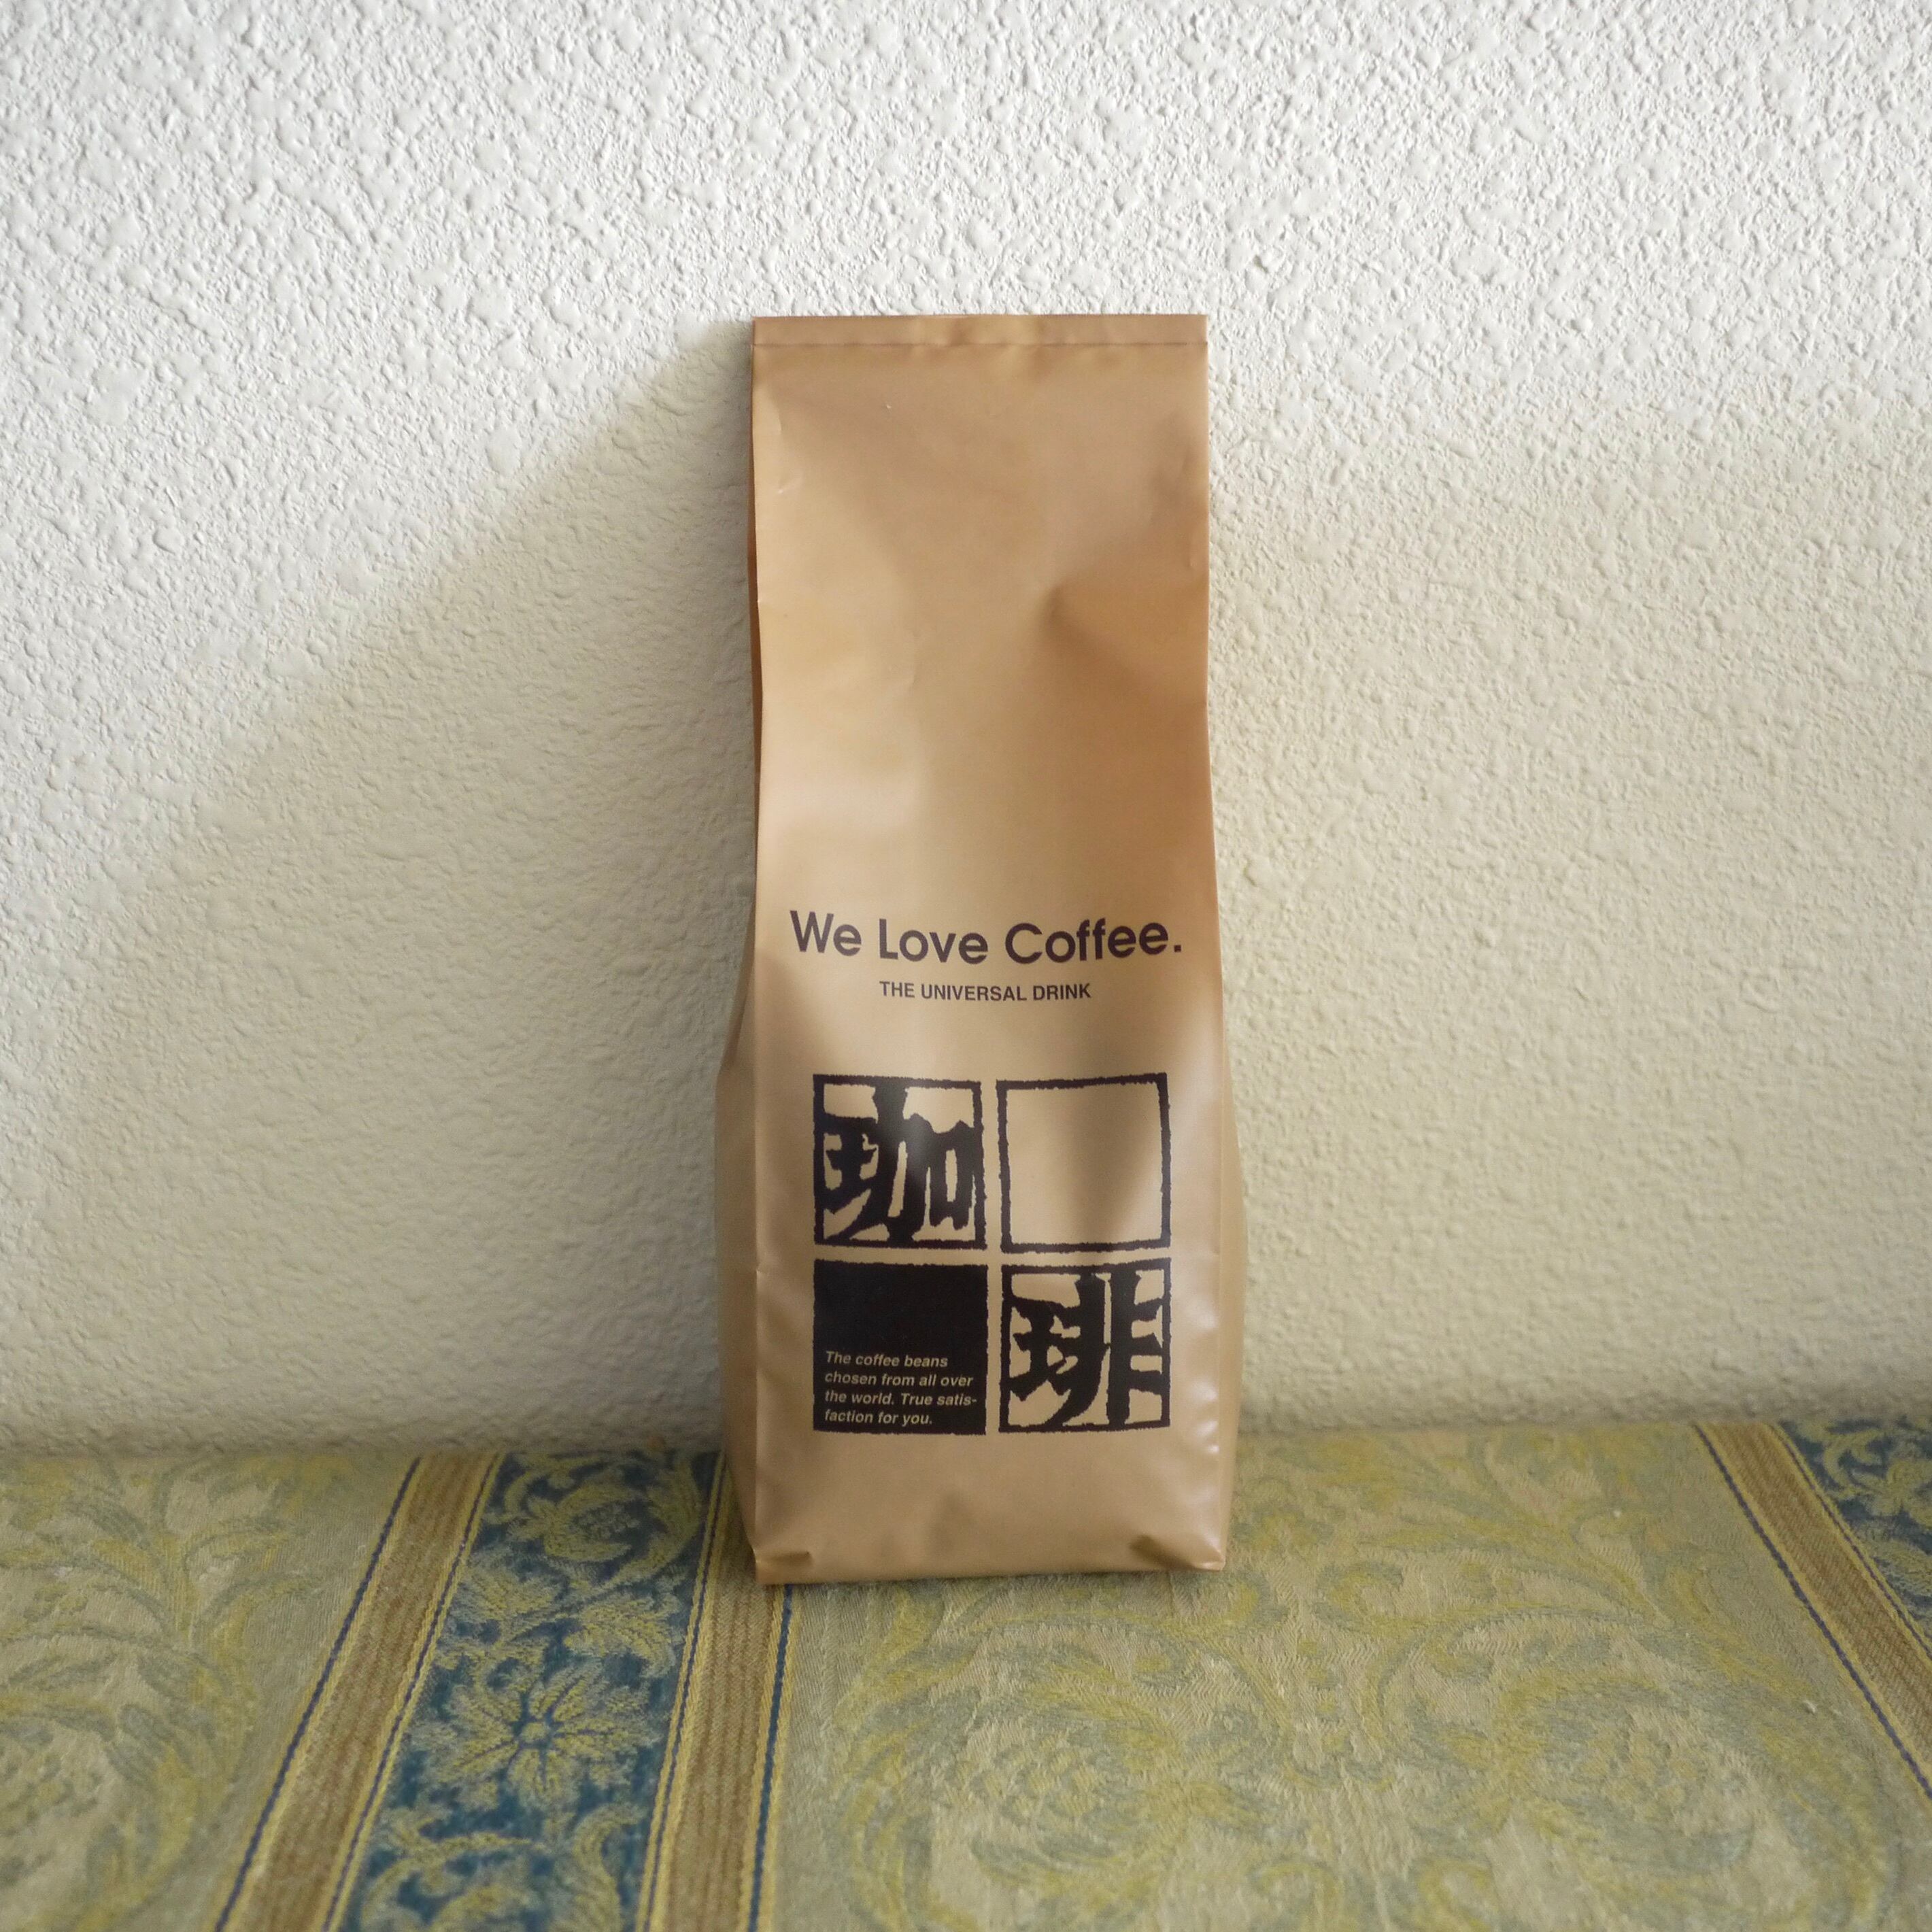 We Love Coffee.
THE UNIVERSAL DRINK
珈
琲
The coffee beans
chosen from all over
the world. True satis-
faction for you.